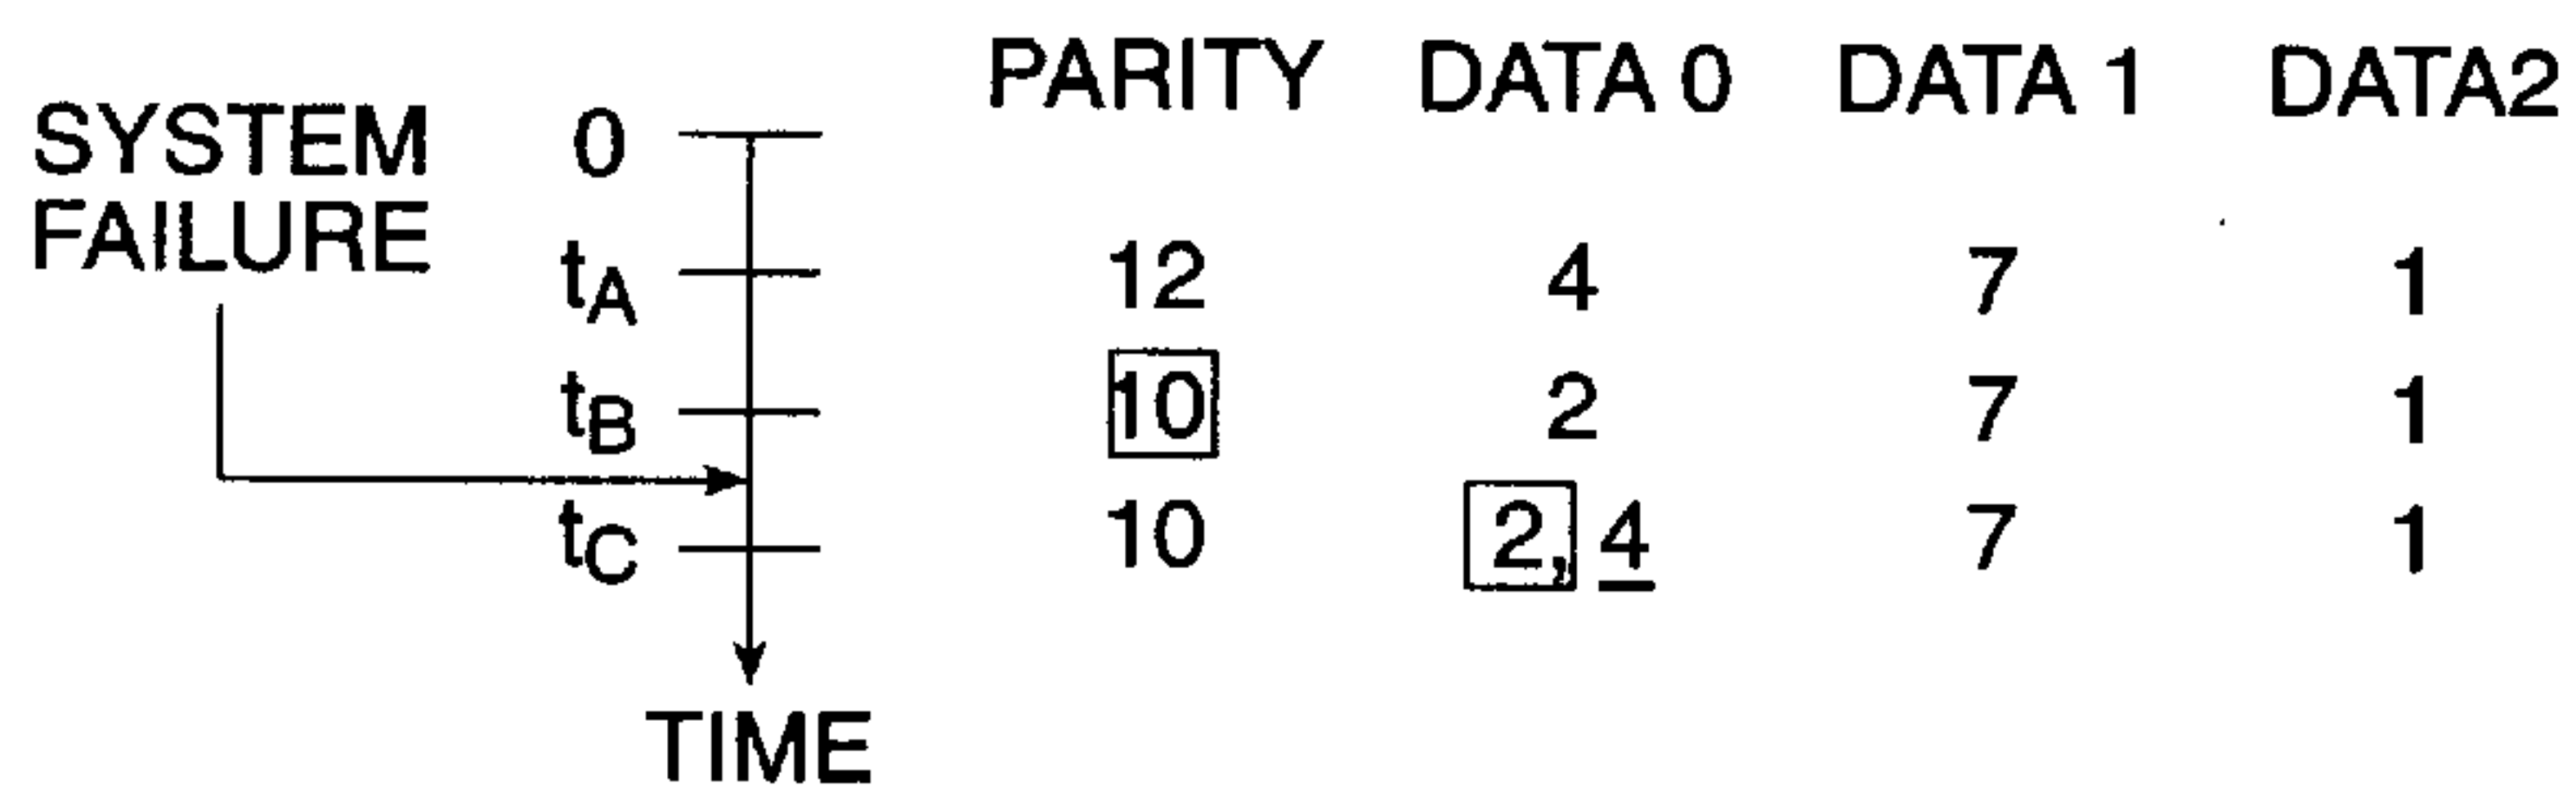 PARITY DATA 0 DATA 1 DATA2
SYSTEM FAILURE
0
tA 12 4 7 1
tB 10 2 7 1
tC 10 2, 4 7 1
TIME